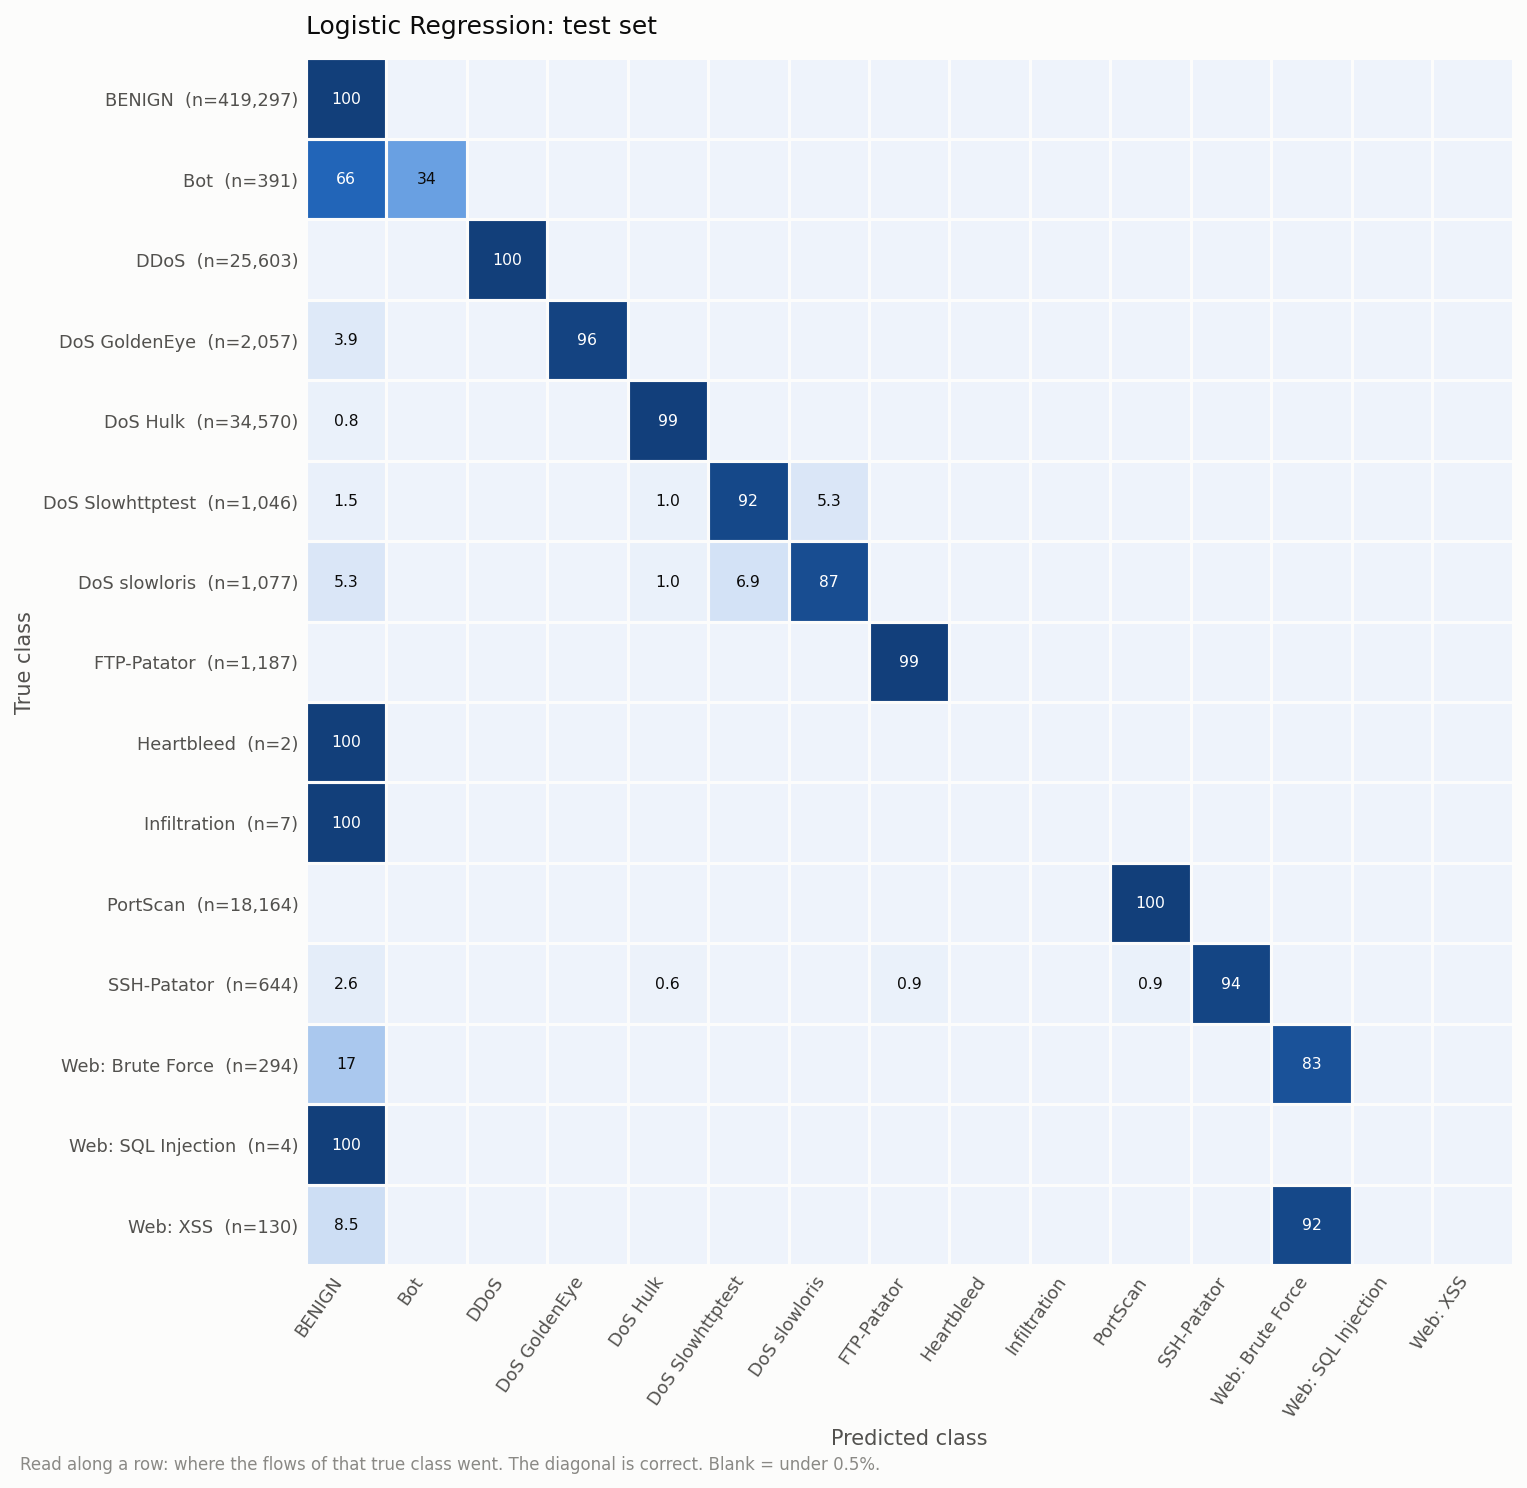 Logistic Regression: test set
BENIGN (n=419,297) 100
Bot (n=391) 66 34
DDoS (n=25,603) 100
DoS GoldenEye (n=2,057) 3.9 96
DoS Hulk (n=34,570) 0.8 99
DoS Slowhttptest (n=1,046) 1.5 1.0 92 5.3
DoS slowloris (n=1,077) 5.3 1.0 6.9 87
FTP-Patator (n=1,187) 99
Heartbleed (n=2) 100
Infiltration (n=7) 100
PortScan (n=18,164) 100
SSH-Patator (n=644) 2.6 0.6 0.9 0.9 94
Web: Brute Force (n=294) 17 83
Web: SQL Injection (n=4) 100
Web: XSS (n=130) 8.5 92
True class
BENIGN
Bot
DDoS
DoS GoldenEye
DoS Hulk
DoS Slowhttptest
DoS slowloris
FTP-Patator
Heartbleed
Infiltration
PortScan
SSH-Patator
Web: Brute Force
Web: SQL Injection
Web: XSS
Predicted class
Read along a row: where the flows of that true class went. The diagonal is correct. Blank = under 0.5%.